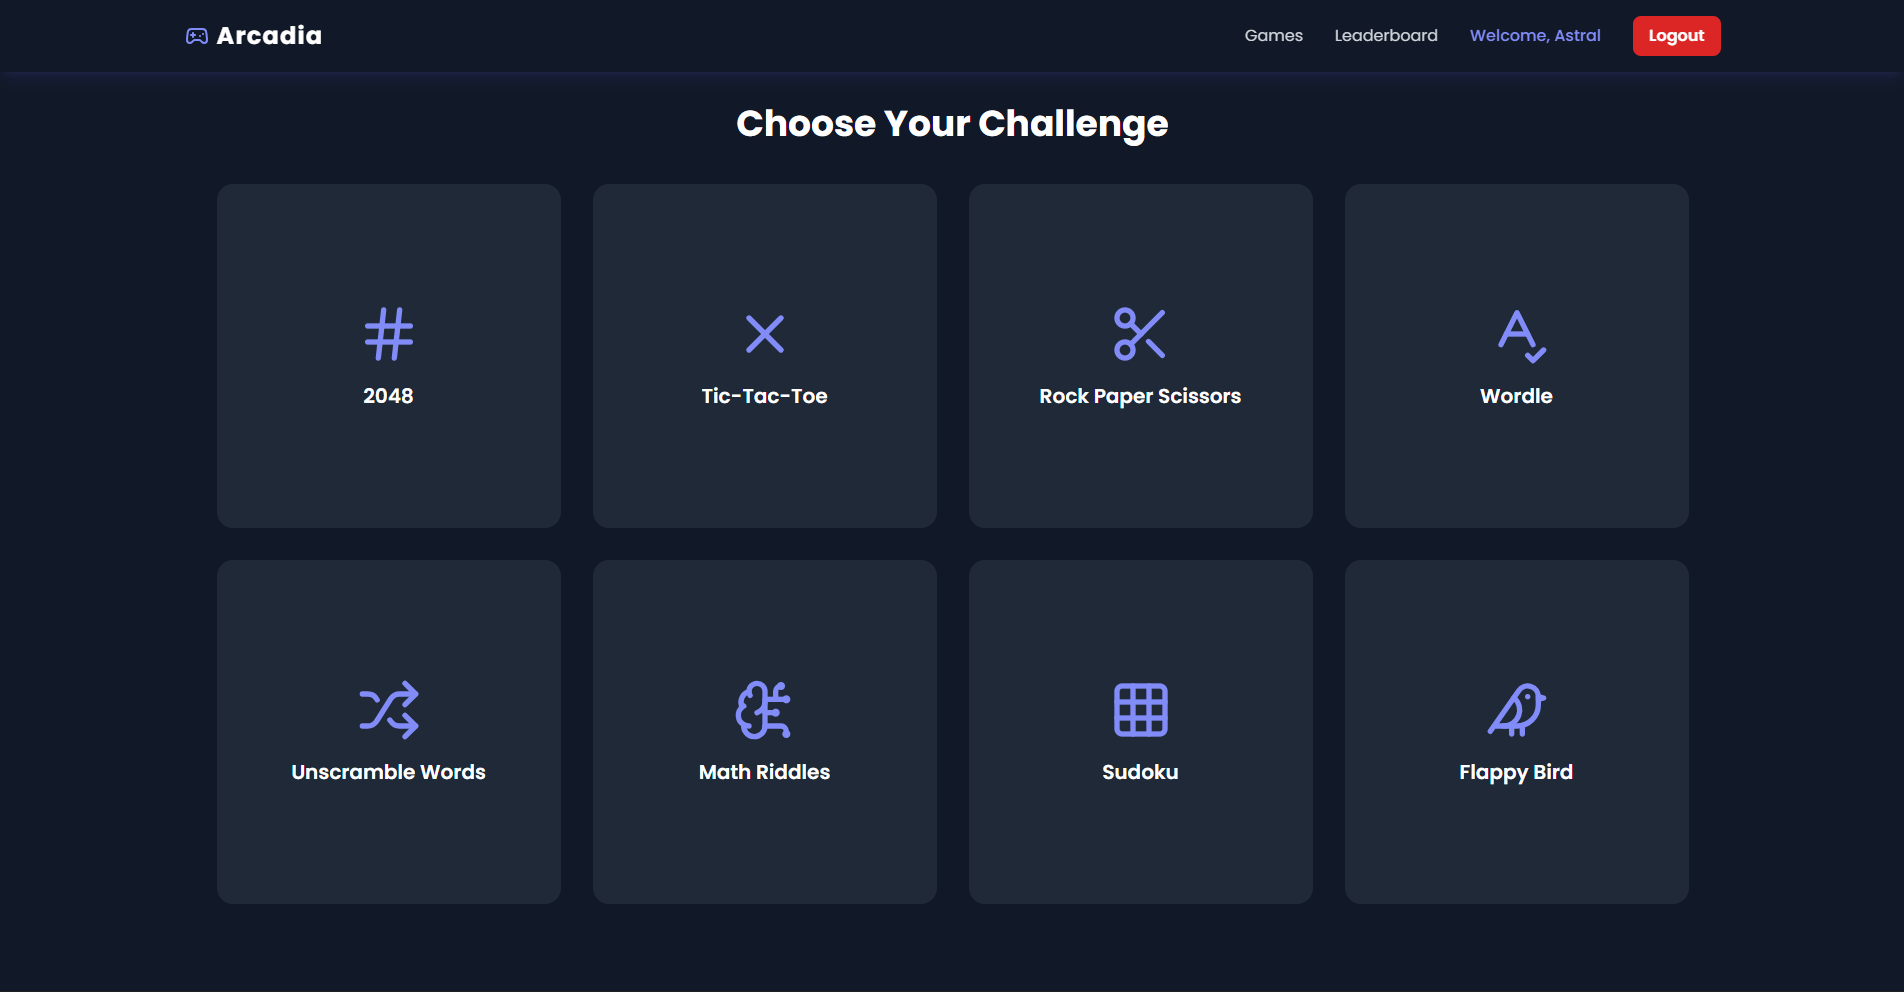 Arcadia
Games
Leaderboard
Welcome, Astral
Logout
Choose Your Challenge
2048
Tic-Tac-Toe
Rock Paper Scissors
Wordle
Unscramble Words
Math Riddles
Sudoku
Flappy Bird